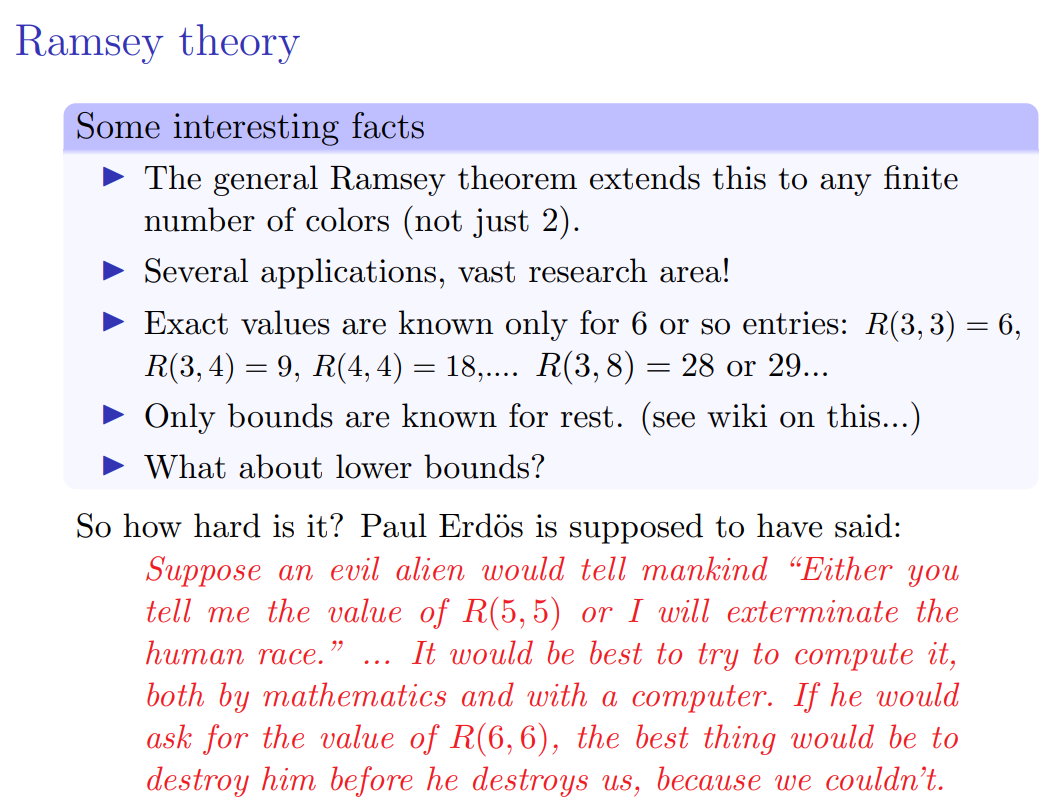 Ramsey theory
Some interesting facts
▶ The general Ramsey theorem extends this to any finite
number of colors (not just 2).
▶ Several applications, vast research area!
▶ Exact values are known only for 6 or so entries: R(3, 3) = 6,
R(3, 4) = 9, R(4, 4) = 18,.... R(3, 8) = 28 or 29...
▶ Only bounds are known for rest. (see wiki on this...)
▶ What about lower bounds?
So how hard is it? Paul Erdös is supposed to have said:
Suppose an evil alien would tell mankind “Either you
tell me the value of R(5, 5) or I will exterminate the
human race.” ... It would be best to try to compute it,
both by mathematics and with a computer. If he would
ask for the value of R(6, 6), the best thing would be to
destroy him before he destroys us, because we couldn’t.